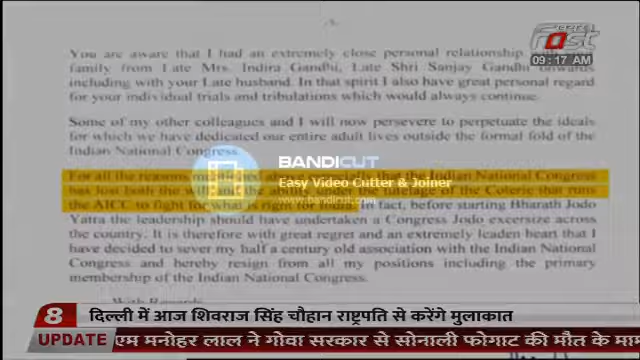 खबरें
FAST
09:17 AM
You are aware that I had an extremely close personal relationship with your
family from Late Mrs. Indira Gandhi, Late Shri Sanjay Gandhi onwards
including with your Late husband. In that spirit I also have great personal regard
for your individual trials and tribulations which would always continue.
Some of my other colleagues and I will now persevere to perpetuate the ideals
for which we have dedicated our entire adult lives outside the formal fold of the
Indian National Congress.
For all the reasons the Indian National Congress
has lost both the will and the ability under the tutelage of the Coterie that runs
the AICC to fight for what is right for India. In fact, before starting Bharath Jodo
Yatra the leadership should have undertaken a Congress Jodo excersize across
the country. It is therefore with great regret and an extremely leaden heart that I
have decided to sever my half a century old association with the Indian National
Congress and hereby resign from all my positions including the primary
membership of the Indian National Congress.
With Regards
BANDICUT
Easy Video Cutter & Joiner
8 दिल्ली में आज शिवराज सिंह चौहान राष्ट्रपति से करेंगे मुलाकात
UPDATE एम मनोहर लाल ने गोवा सरकार से सोनाली फोगाट की मौत के